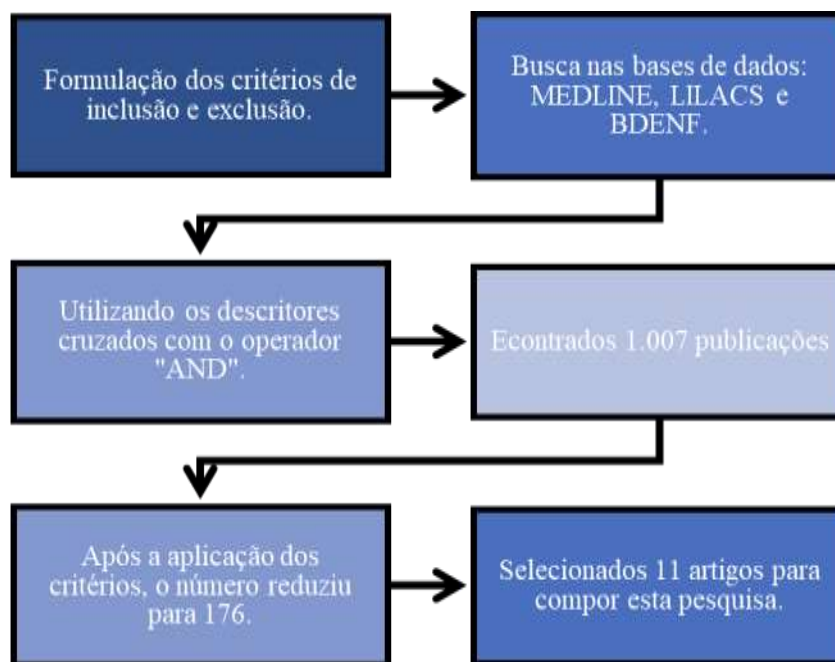 Formulação dos critérios de
inclusão e exclusão.
Busca nas bases de dados:
MEDLINE, LILACS e
BDENF.
Utilizando os descritores
cruzados com o operador
"AND".
Econtrados 1.007 publicações
Após a aplicação dos
critérios, o número reduziu
para 176.
Selecionados 11 artigos para
compor esta pesquisa.